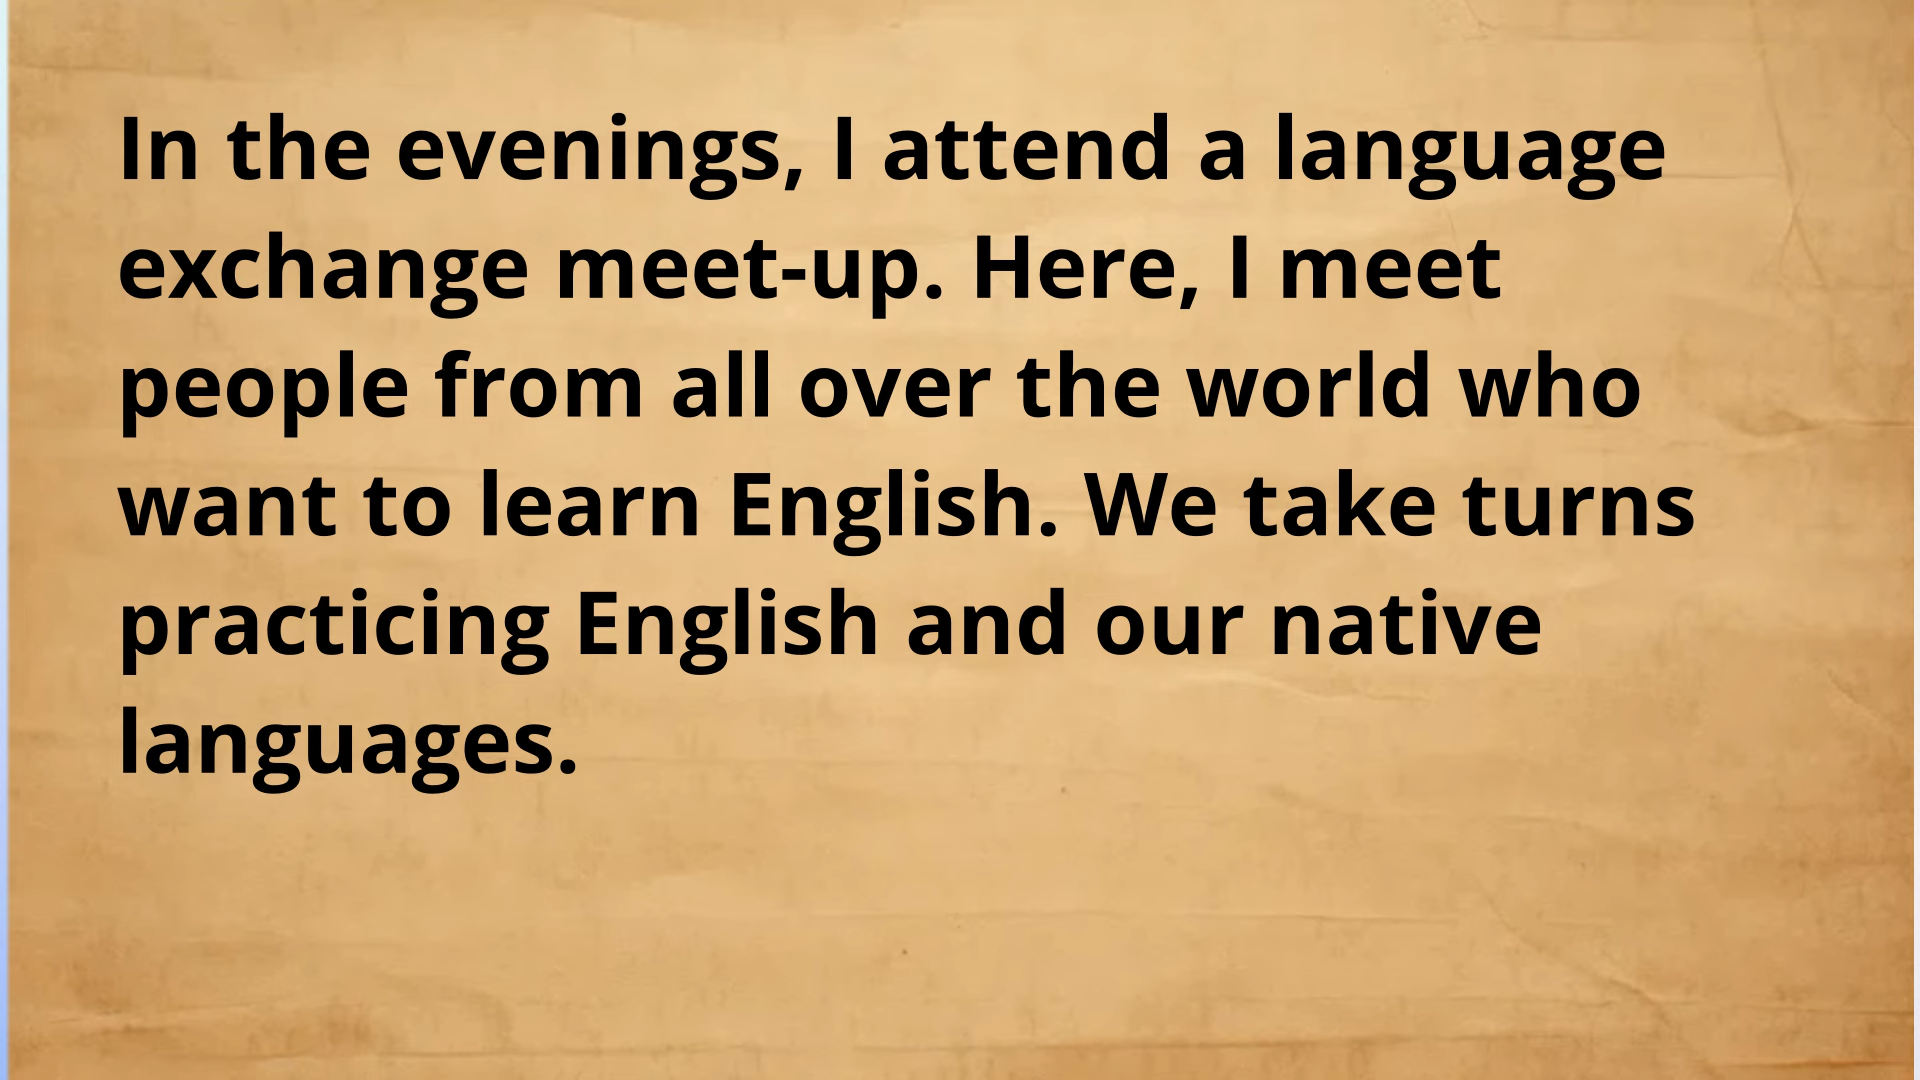 In the evenings, I attend a language
exchange meet-up. Here, I meet
people from all over the world who
want to learn English. We take turns
practicing English and our native
languages.